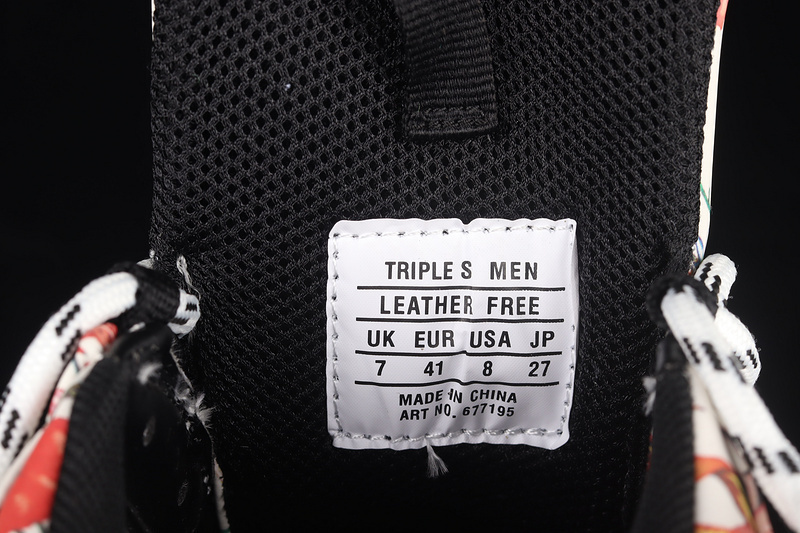 TRIPLE S MEN
LEATHER FREE
UK EUR USA JP
7 41 8 27
MADE IN CHINA
ART NO. 677195